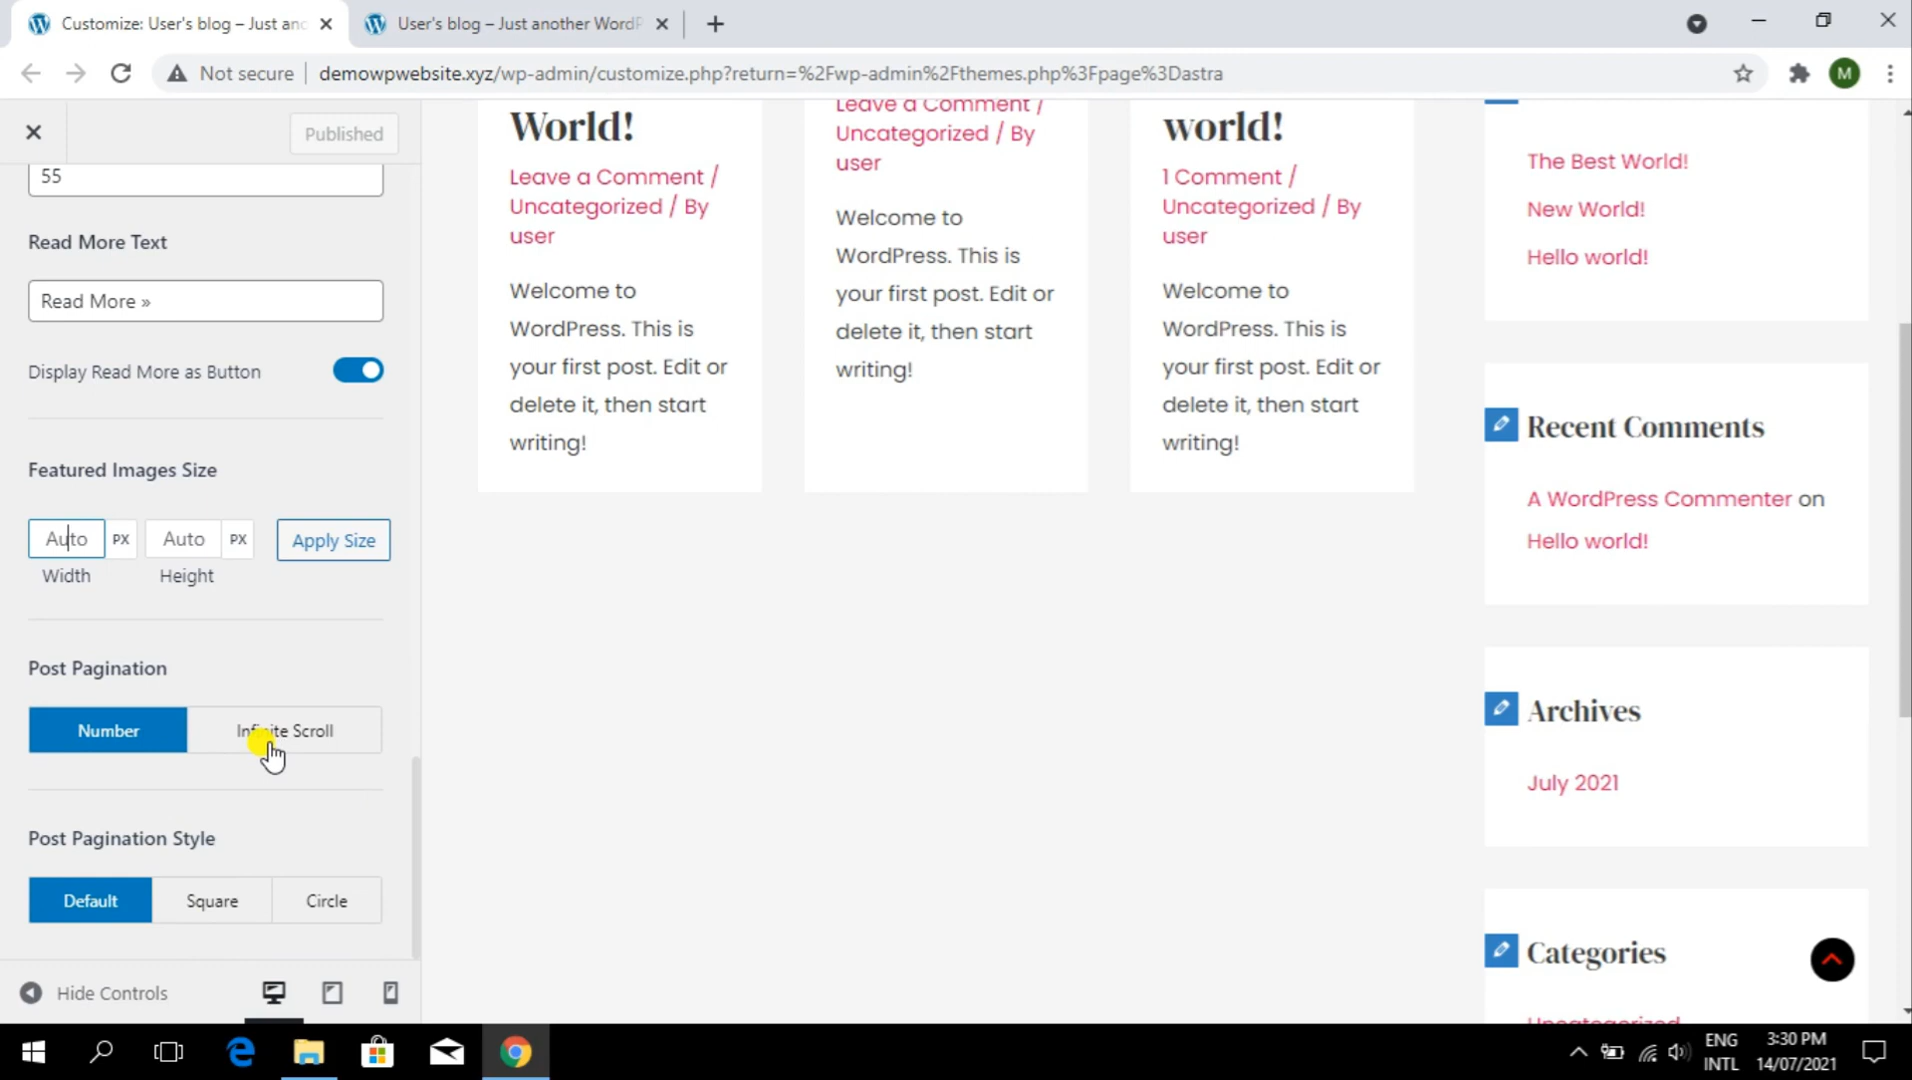 Customize: User's blog – Just anc
User's blog – Just another WordP
Not secure
demowpwebsite.xyz/wp-admin/customize.php?return=%2Fwp-admin%2Fthemes.php%3Fpage%3Dastra
M
Published
55
Read More Text
Read More »
Display Read More as Button
Featured Images Size
Auto PX Auto PX Apply Size
Width Height
Post Pagination
Number Infinite Scroll
Post Pagination Style
Default Square Circle
Hide Controls
World!
Leave a Comment /
Uncategorized / By
user
Welcome to
WordPress. This is
your first post. Edit or
delete it, then start
writing!
Leave a Comment /
Uncategorized / By
user
Welcome to
WordPress. This is
your first post. Edit or
delete it, then start
writing!
world!
1 Comment /
Uncategorized / By
user
Welcome to
WordPress. This is
your first post. Edit or
delete it, then start
writing!
The Best World!
New World!
Hello world!
Recent Comments
A WordPress Commenter on
Hello world!
Archives
July 2021
Categories
Uncategorized
ENG
INTL
3:30 PM
14/07/2021